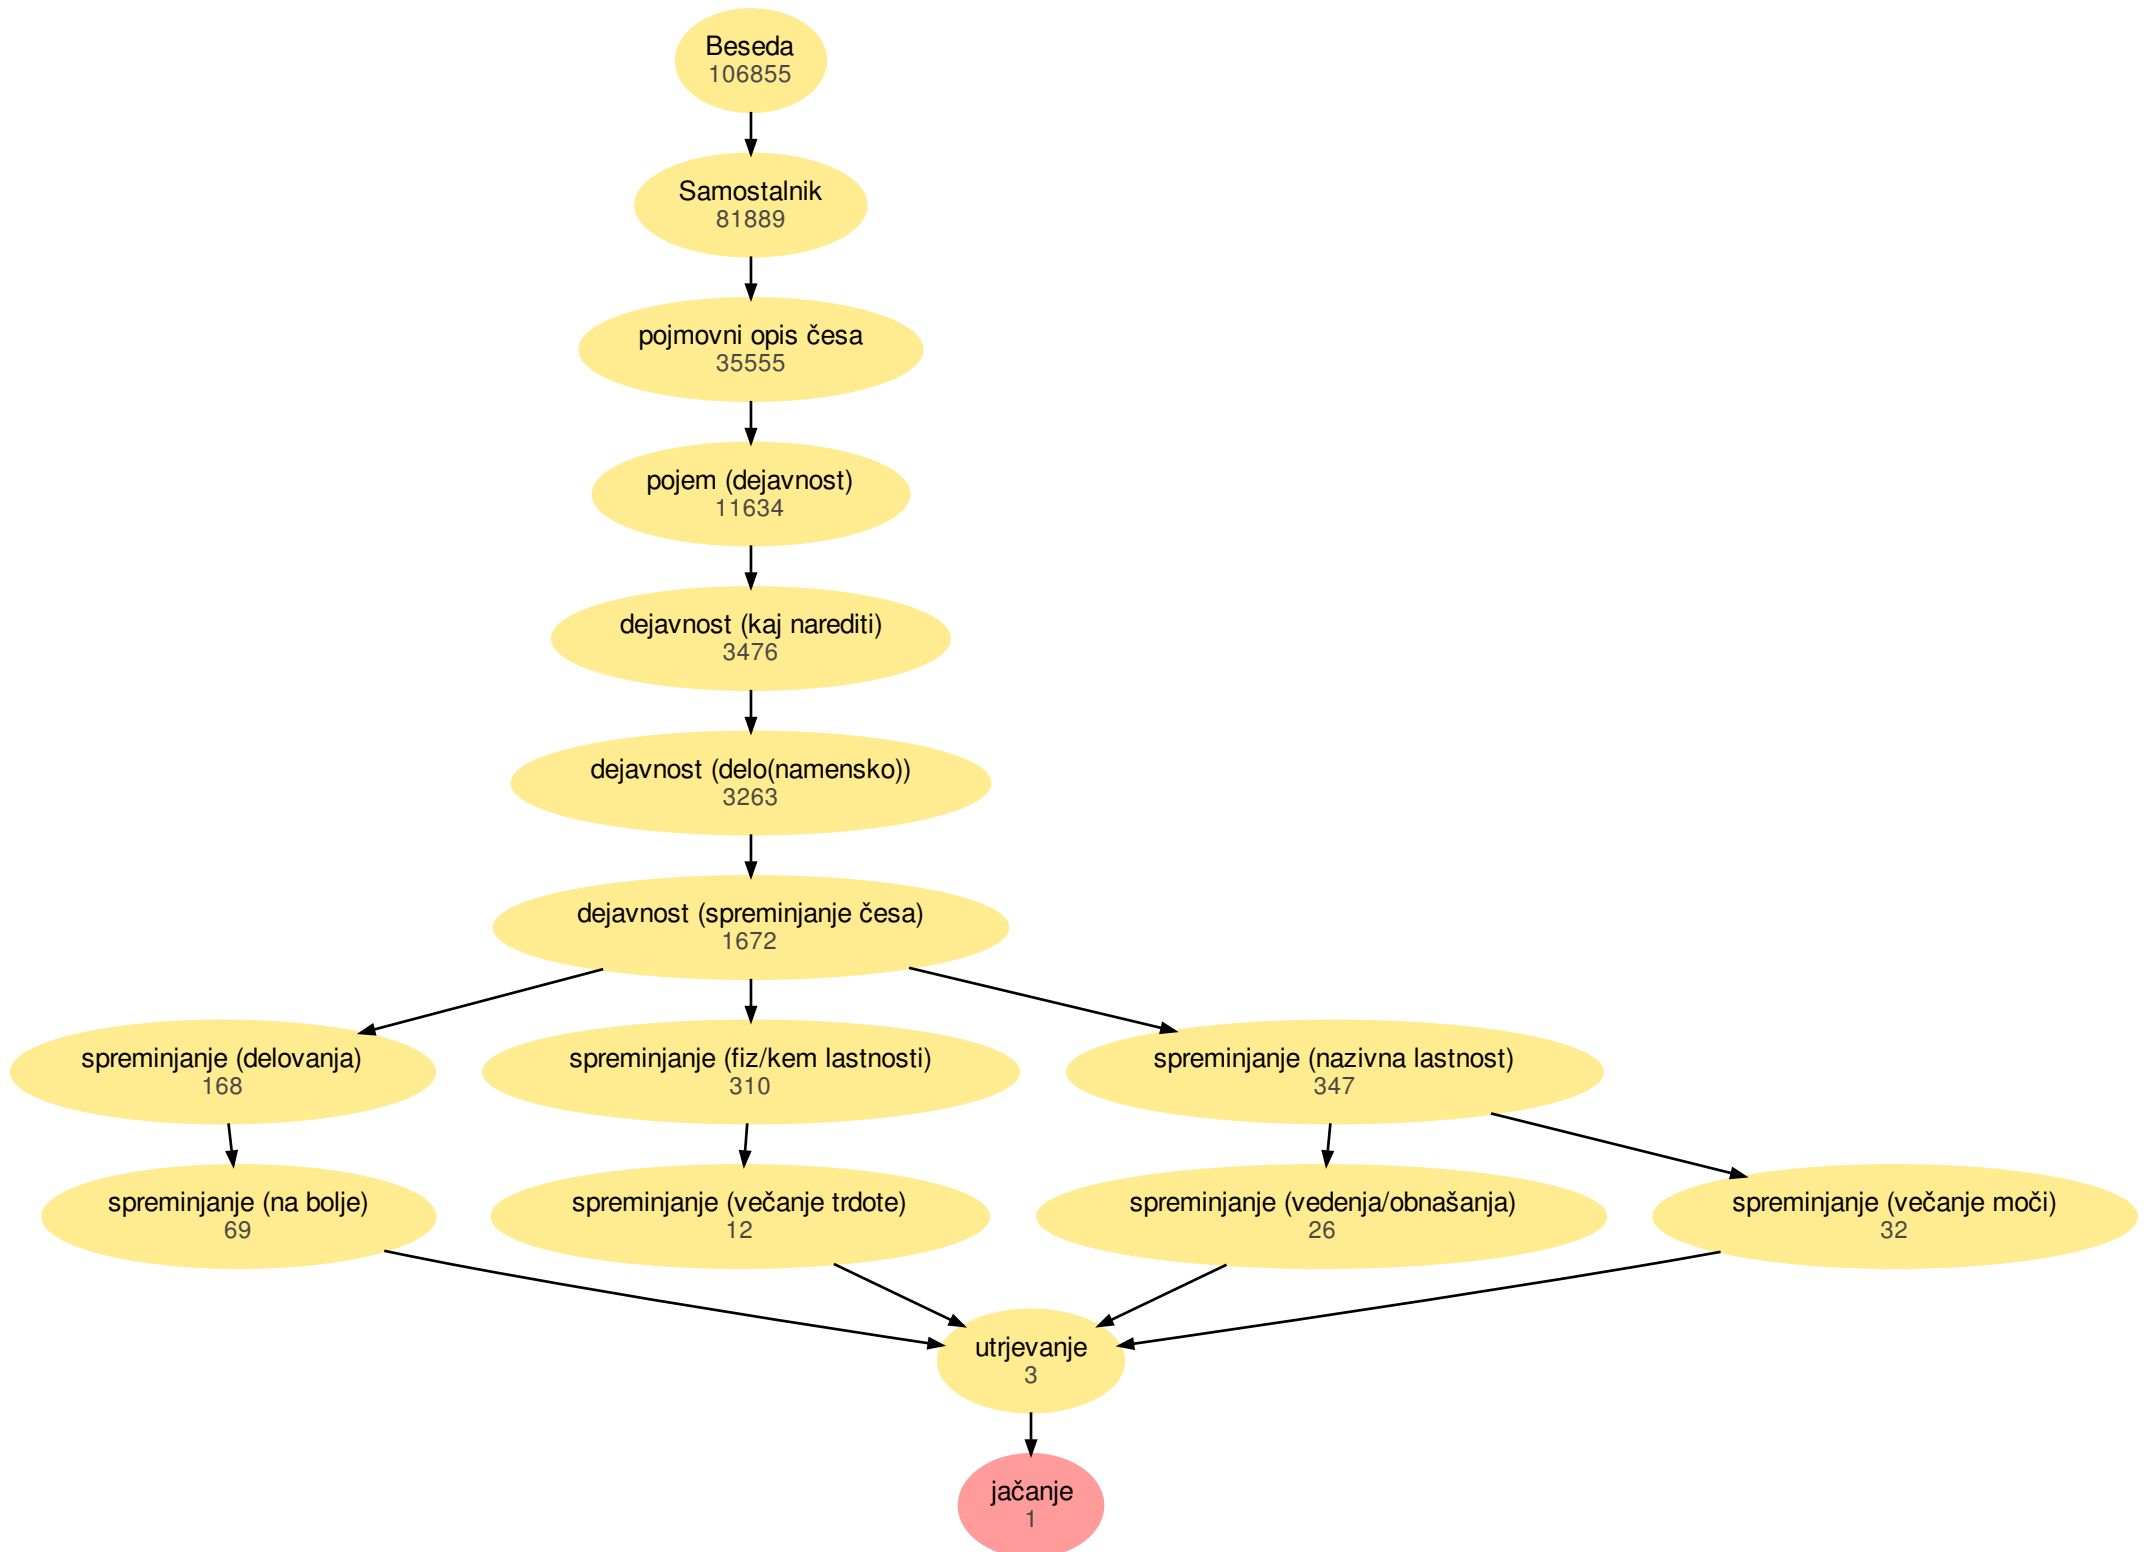 Beseda
106855
Samostalnik
81889
pojmovni opis česa
35555
pojem (dejavnost)
11634
dejavnost (kaj narediti)
3476
dejavnost (delo(namensko))
3263
dejavnost (spreminjanje česa)
1672
spreminjanje (delovanja)
168
spreminjanje (fiz/kem lastnosti)
310
spreminjanje (nazivna lastnost)
347
spreminjanje (na bolje)
69
spreminjanje (večanje trdote)
12
spreminjanje (vedenja/obnašanja)
26
spreminjanje (večanje moči)
32
utrjevanje
3
jačanje
1